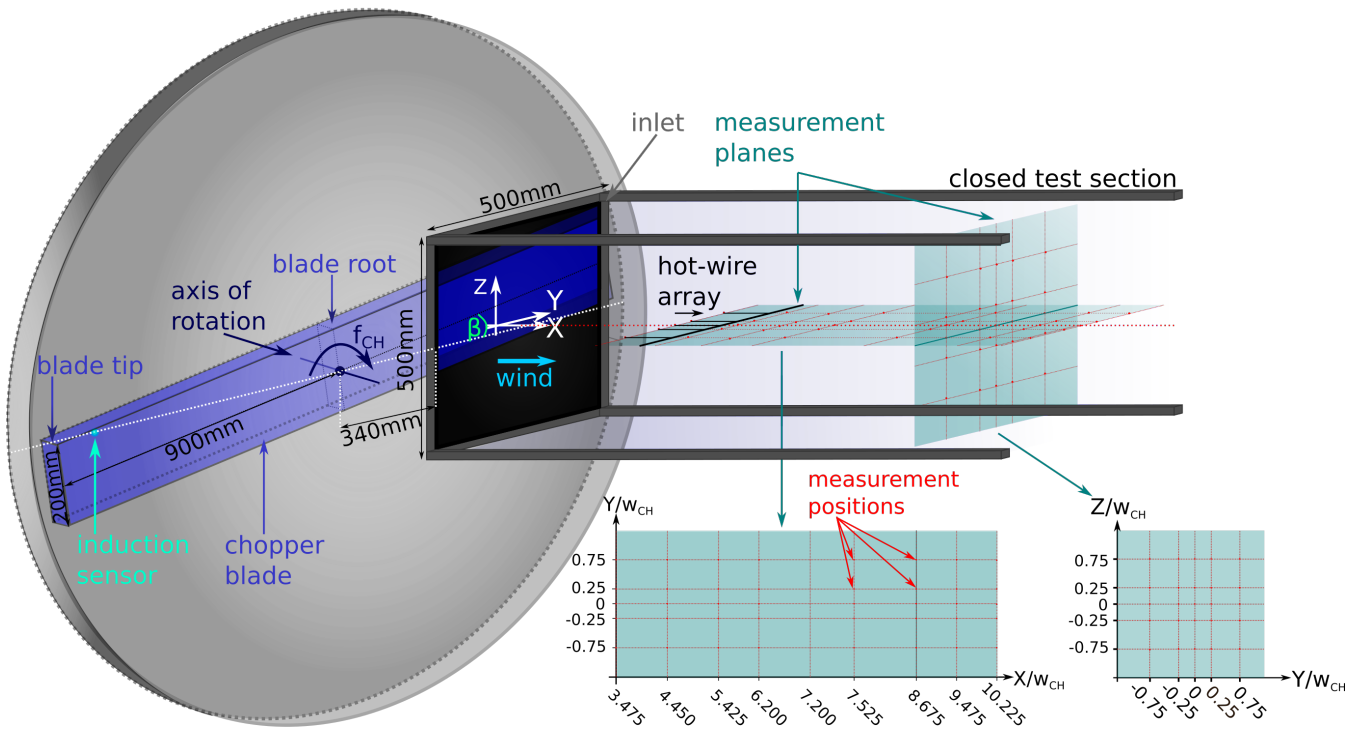 inlet
measurement
planes
closed test section
500mm
blade root
hot-wire
array
axis of
rotation
Z
Y
X
β
f_CH
500mm
wind
blade tip
340mm
900mm
200mm
induction
sensor
chopper
blade
measurement
positions
Y/w_CH
0.75
0.25
0
-0.25
-0.75
X/w_CH
3.475 4.450 5.425 6.200 7.200 7.525 8.675 9.475 10.225
Z/w_CH
0.75
0.25
0
-0.25
-0.75
Y/w_CH
-0.75 -0.25 0 0.25 0.75